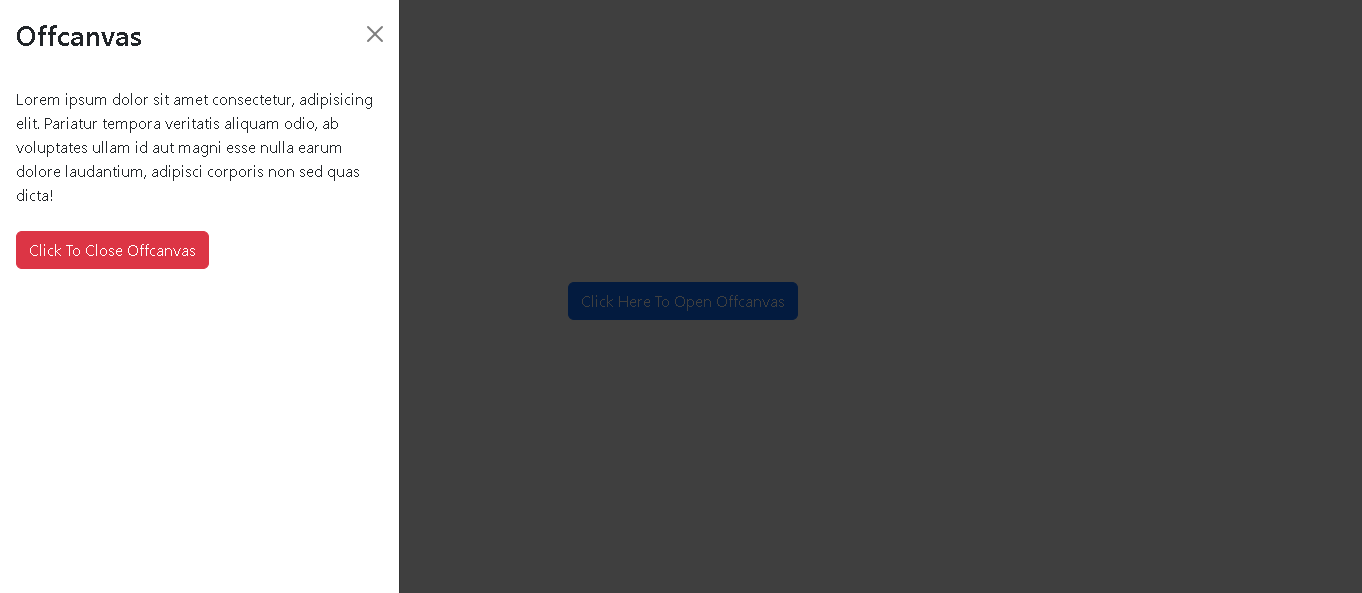 Offcanvas
Lorem ipsum dolor sit amet consectetur, adipisicing
elit. Pariatur tempora veritatis aliquam odio, ab
voluptates ullam id aut magni esse nulla earum
dolore laudantium, adipisci corporis non sed quas
dicta!
Click To Close Offcanvas
Click Here To Open Offcanvas